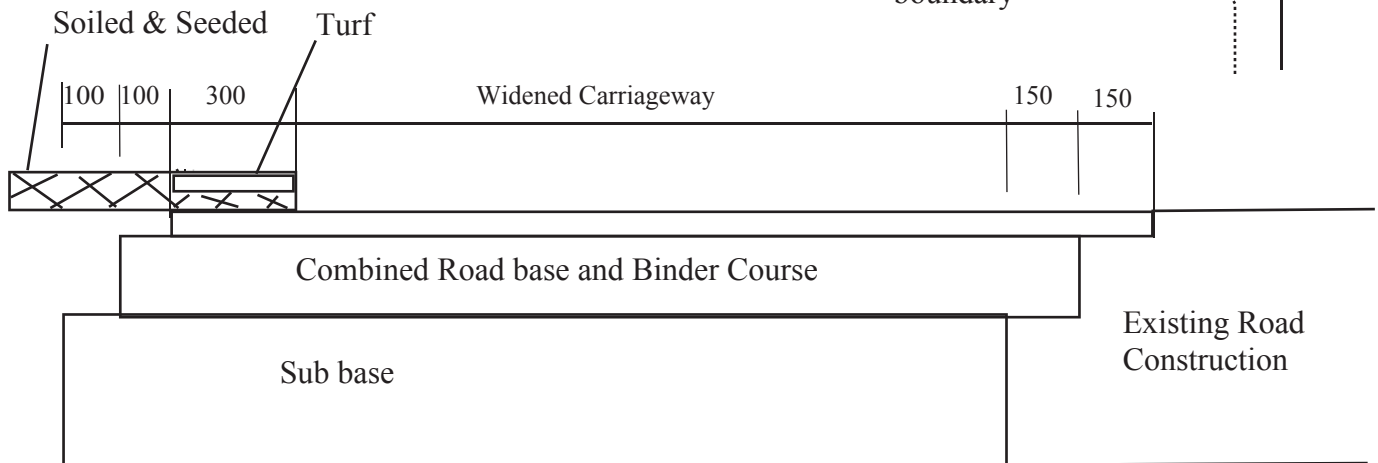 boundary
Soiled & Seeded
Turf
100 100 300 Widened Carriageway 150 150
Combined Road base and Binder Course
Existing Road
Construction
Sub base